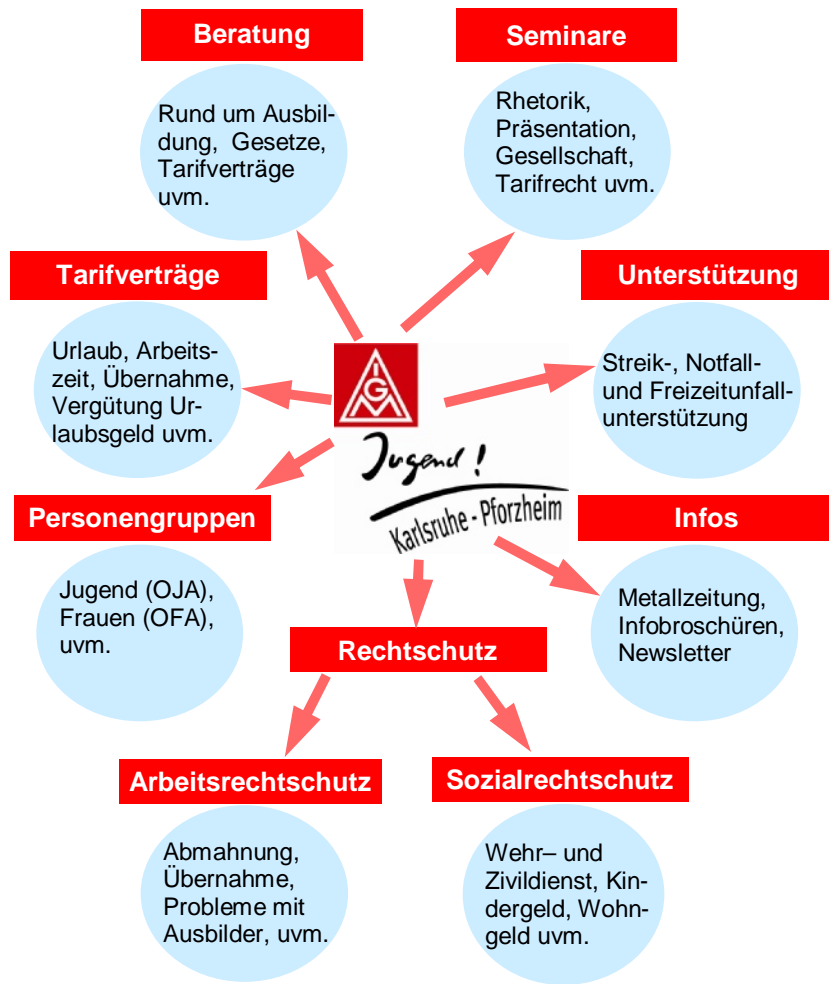 Beratung
Rund um Ausbil-
dung, Gesetze,
Tarifverträge
uvm.
Seminare
Rhetorik,
Präsentation,
Gesellschaft,
Tarifrecht uvm.
Tarifverträge
Urlaub, Arbeits-
zeit, Übernahme,
Vergütung Ur-
laubsgeld uvm.
Unterstützung
Streik-, Notfall-
und Freizeitunfall-
unterstützung
IGM
Jugend!
Karlsruhe - Pforzheim
Personengruppen
Jugend (OJA),
Frauen (OFA),
uvm.
Infos
Metallzeitung,
Infobroschüren,
Newsletter
Rechtschutz
Arbeitsrechtschutz
Abmahnung,
Übernahme,
Probleme mit
Ausbilder, uvm.
Sozialrechtschutz
Wehr– und
Zivildienst, Kin-
dergeld, Wohn-
geld uvm.